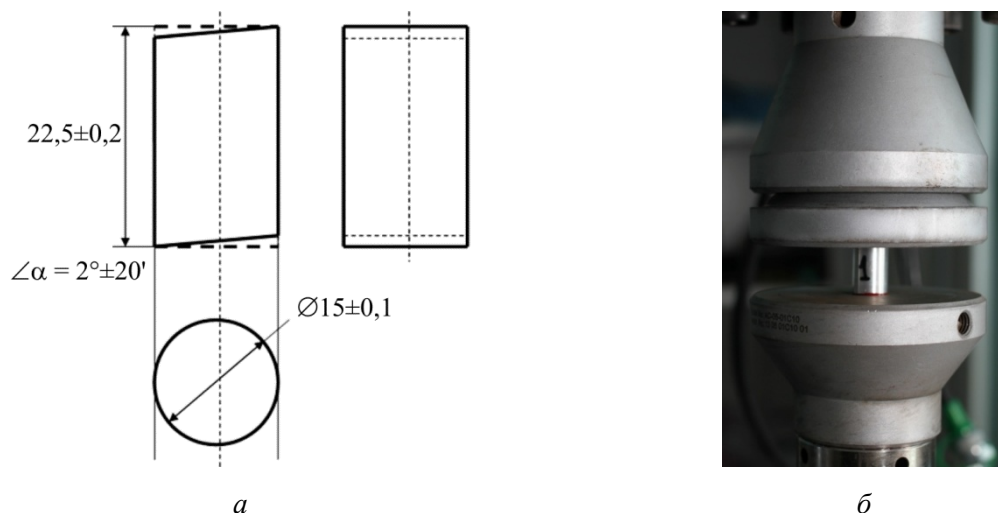 22,5±0,2
∠α = 2°±20'
∅15±0,1
1
а
б